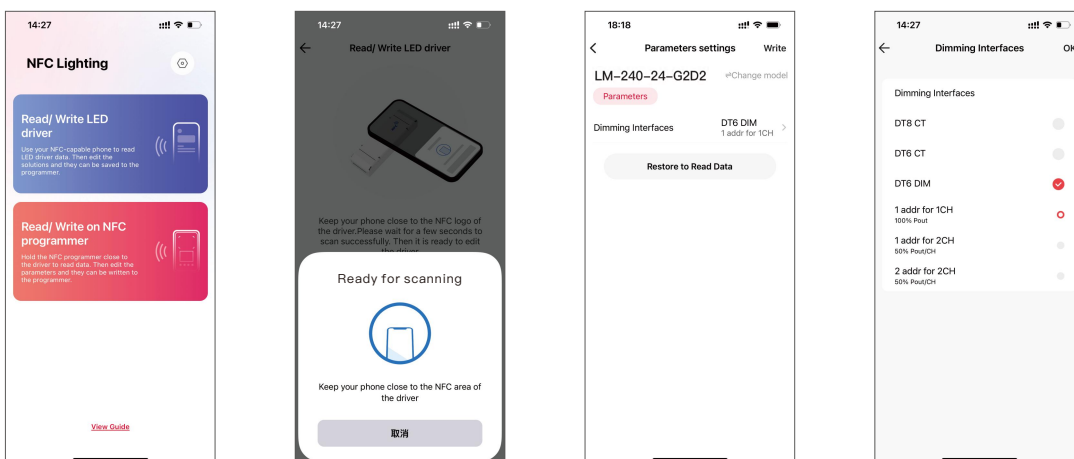 14:27
NFC Lighting
Read/ Write LED
driver
Use your NFC-capable phone to read
LED driver data. Then edit the
solutions and they can be saved to the
programmer.
Read/ Write on NFC
programmer
Hold the NFC programmer close to
the driver to read data. Then edit the
parameters and they can be written to
the programmer.
View Guide
14:27
Read/ Write LED driver
Keep your phone close to the NFC logo of
the driver.Please wait for a few seconds to
scan successfully. Then it is ready to edit
the driver
Ready for scanning
Keep your phone close to the NFC area of
the driver
取消
18:18
Parameters settings Write
LM-240-24-G2D2 ⇌Change model
Parameters
Dimming Interfaces DT6 DIM
1 addr for 1CH
Restore to Read Data
14:27
Dimming Interfaces OK
Dimming Interfaces
DT8 CT
DT6 CT
DT6 DIM
1 addr for 1CH
100% Pout
1 addr for 2CH
50% Pout/CH
2 addr for 2CH
50% Pout/CH